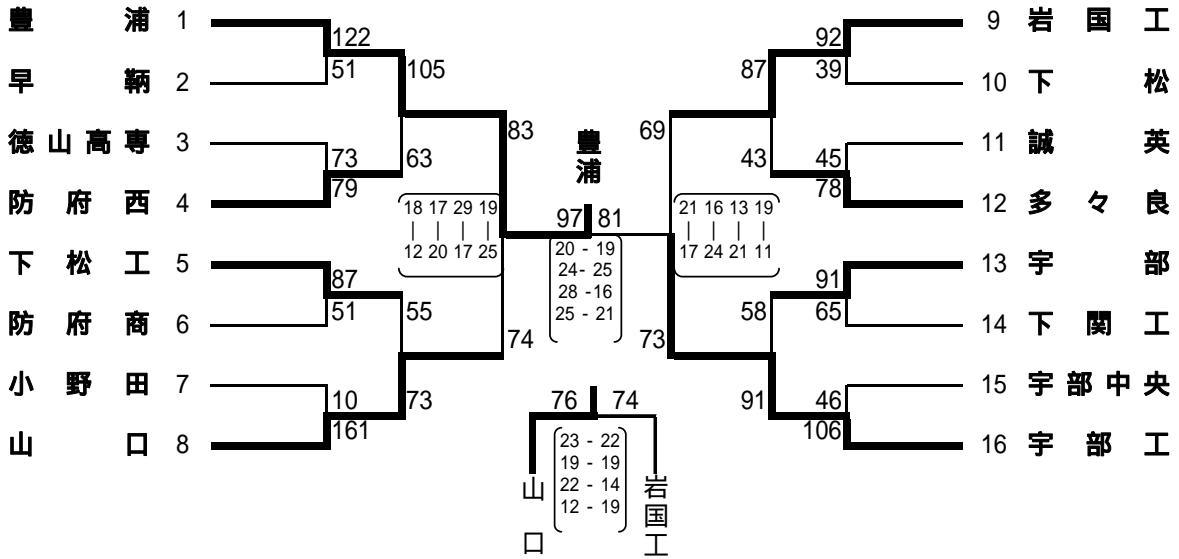 豊浦 1 122 92 9 岩国工
早鞆 2 51 105 87 39 10 下松
徳山高専 3 73 63 83 豊浦 69 43 45 11 誠英
防府西 4 79 78 12 多々良
18 17 29 19 97 81 21 16 13 19
| | | | | | | |
12 20 17 25 17 24 21 11
20 - 19
24- 25
28 -16
25 - 21
下松工 5 87 91 13 宇部
防府商 6 51 55 74 73 58 65 14 下関工
小野田 7 10 73 91 46 15 宇部中央
山口 8 161 106 16 宇部工
76 74
23 - 22
19 - 19
22 - 14
12 - 19
山口 岩国工